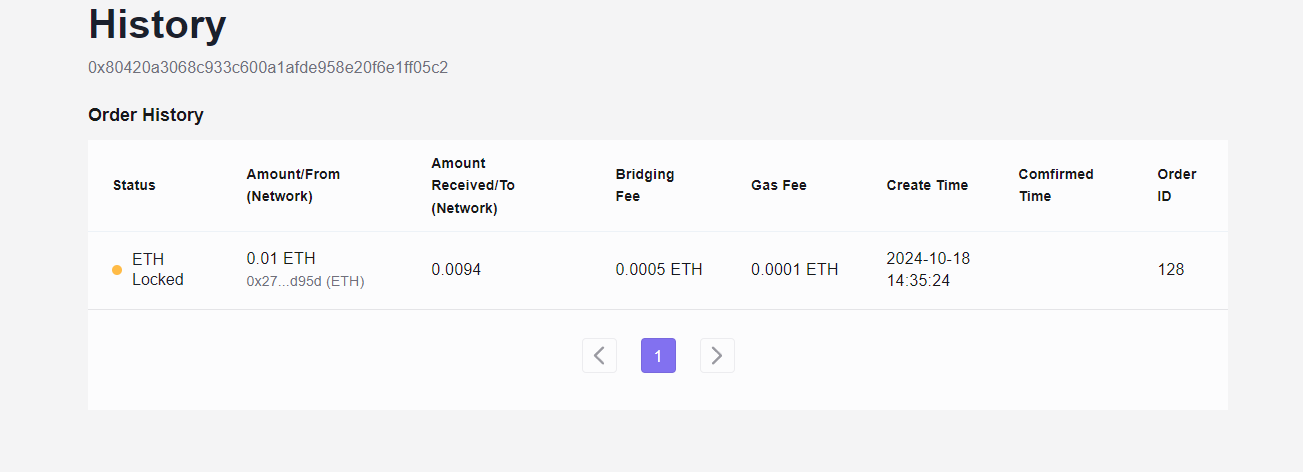 History
0x80420a3068c933c600a1afde958e20f6e1ff05c2
Order History
Status
Amount/From
(Network)
Amount
Received/To
(Network)
Bridging
Fee
Gas Fee
Create Time
Comfirmed
Time
Order
ID
ETH
Locked
0.01 ETH
0x27...d95d (ETH)
0.0094
0.0005 ETH
0.0001 ETH
2024-10-18
14:35:24
128
1